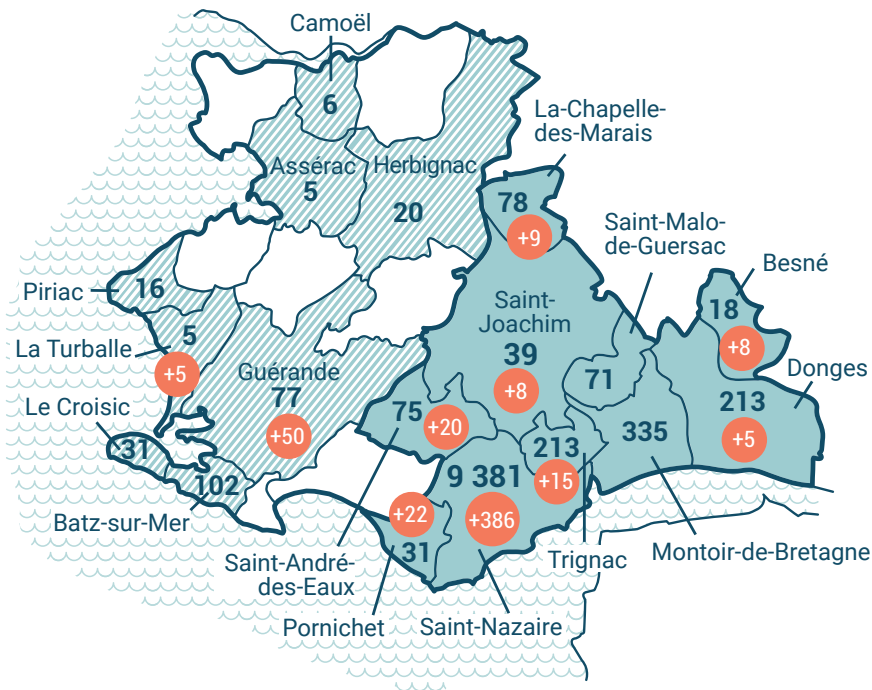 Camoël
6
La-Chapelle-
des-Marais
Assérac
5
Herbignac
20
78
+9
Saint-Malo-
de-Guersac
Besné
18
+8
Piriac
16
Saint-
Joachim
39
+8
La Turballe
5
+5
Guérande
77
+50
71
Donges
213
+5
Le Croisic
31
75
+20
335
213
+15
9 381
+386
102
Batz-sur-Mer
+22
31
Saint-André-
des-Eaux
Trignac
Montoir-de-Bretagne
Pornichet
Saint-Nazaire